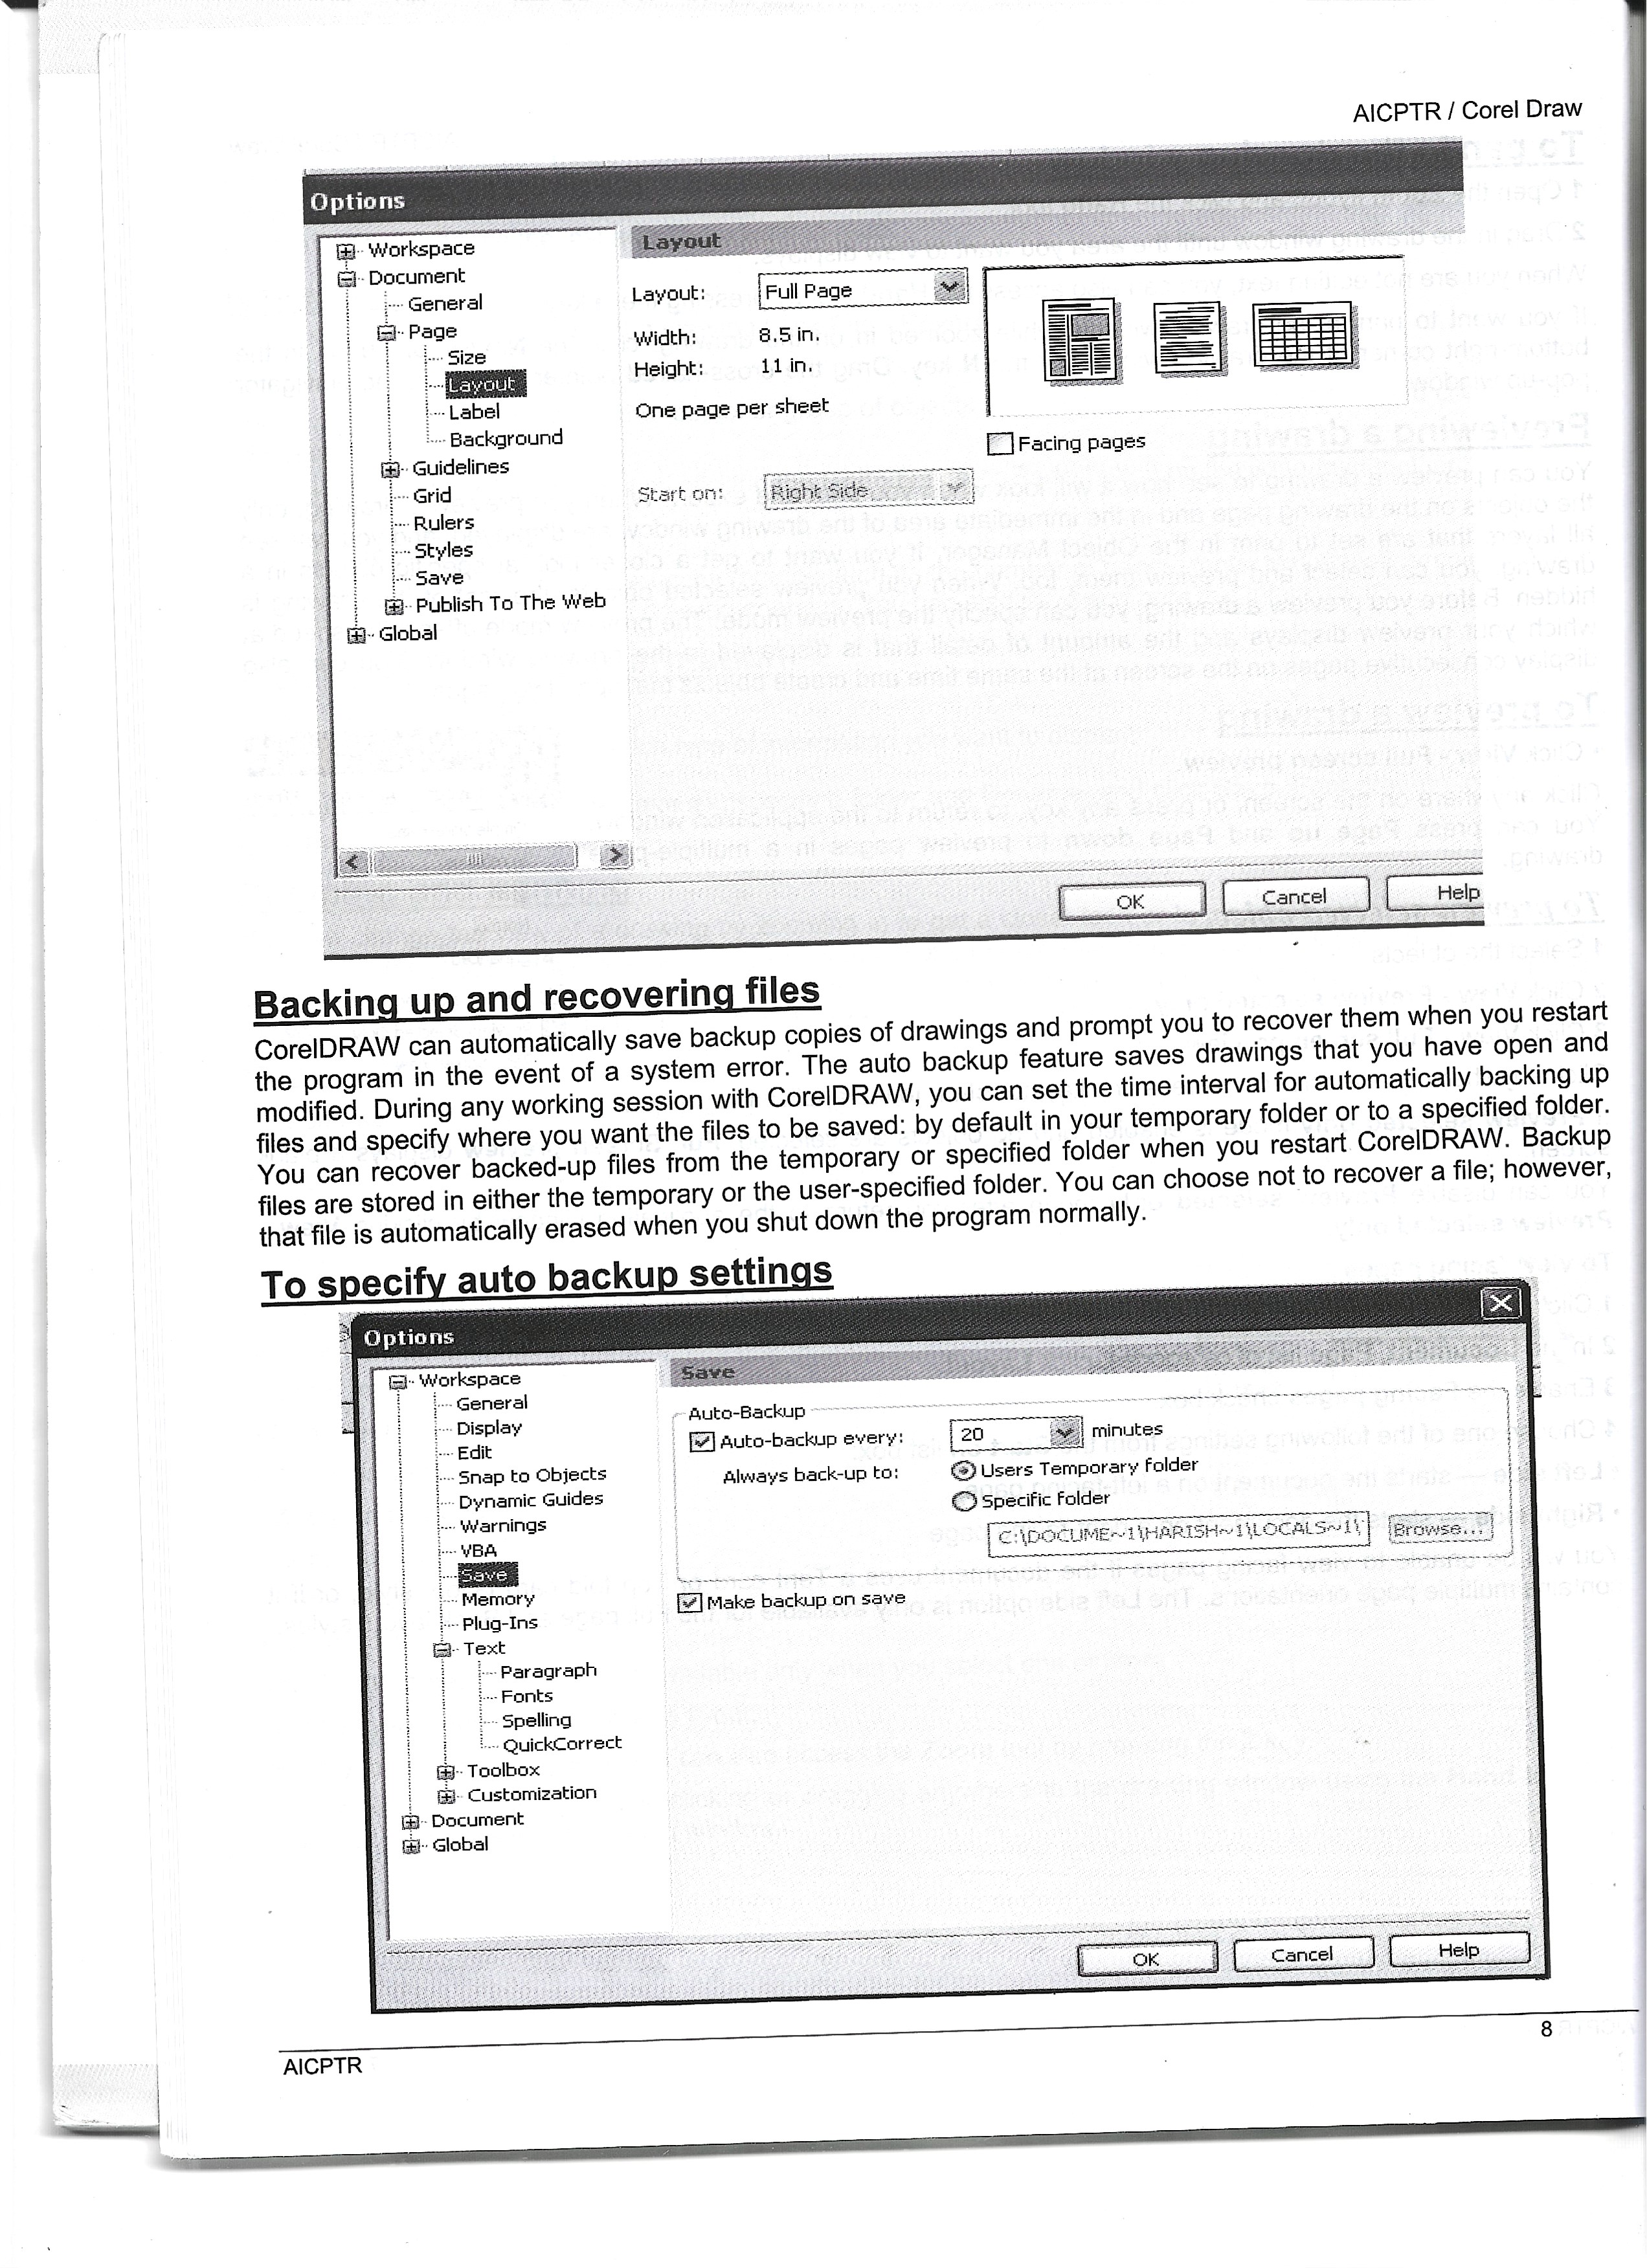 AICPTR / Corel Draw
Options
Workspace
Document
General
Page
Size
Layout
Label
Background
Guidelines
Grid
Rulers
Styles
Save
Publish To The Web
Global
Layout
Layout: Full Page
Width: 8.5 in.
Height: 11 in.
One page per sheet
Facing pages
Start on: Right Side
OK Cancel Help
Backing up and recovering files
CorelDRAW can automatically save backup copies of drawings and prompt you to recover them when you restart
the program in the event of a system error. The auto backup feature saves drawings that you have open and
modified. During any working session with CorelDRAW, you can set the time interval for automatically backing up
files and specify where you want the files to be saved: by default in your temporary folder or to a specified folder.
You can recover backed-up files from the temporary or specified folder when you restart CorelDRAW. Backup
files are stored in either the temporary or the user-specified folder. You can choose not to recover a file; however,
that file is automatically erased when you shut down the program normally.
To specify auto backup settings
Options
Workspace
General
Display
Edit
Snap to Objects
Dynamic Guides
Warnings
VBA
Save
Memory
Plug-Ins
Text
Paragraph
Fonts
Spelling
QuickCorrect
Toolbox
Customization
Document
Global
Save
Auto-Backup
Auto-backup every: 20 minutes
Always back-up to: Users Temporary folder
Specific folder
C:\DOCUME~1\HARISH~1\LOCALS~1\ Browse...
Make backup on save
OK Cancel Help
8
AICPTR